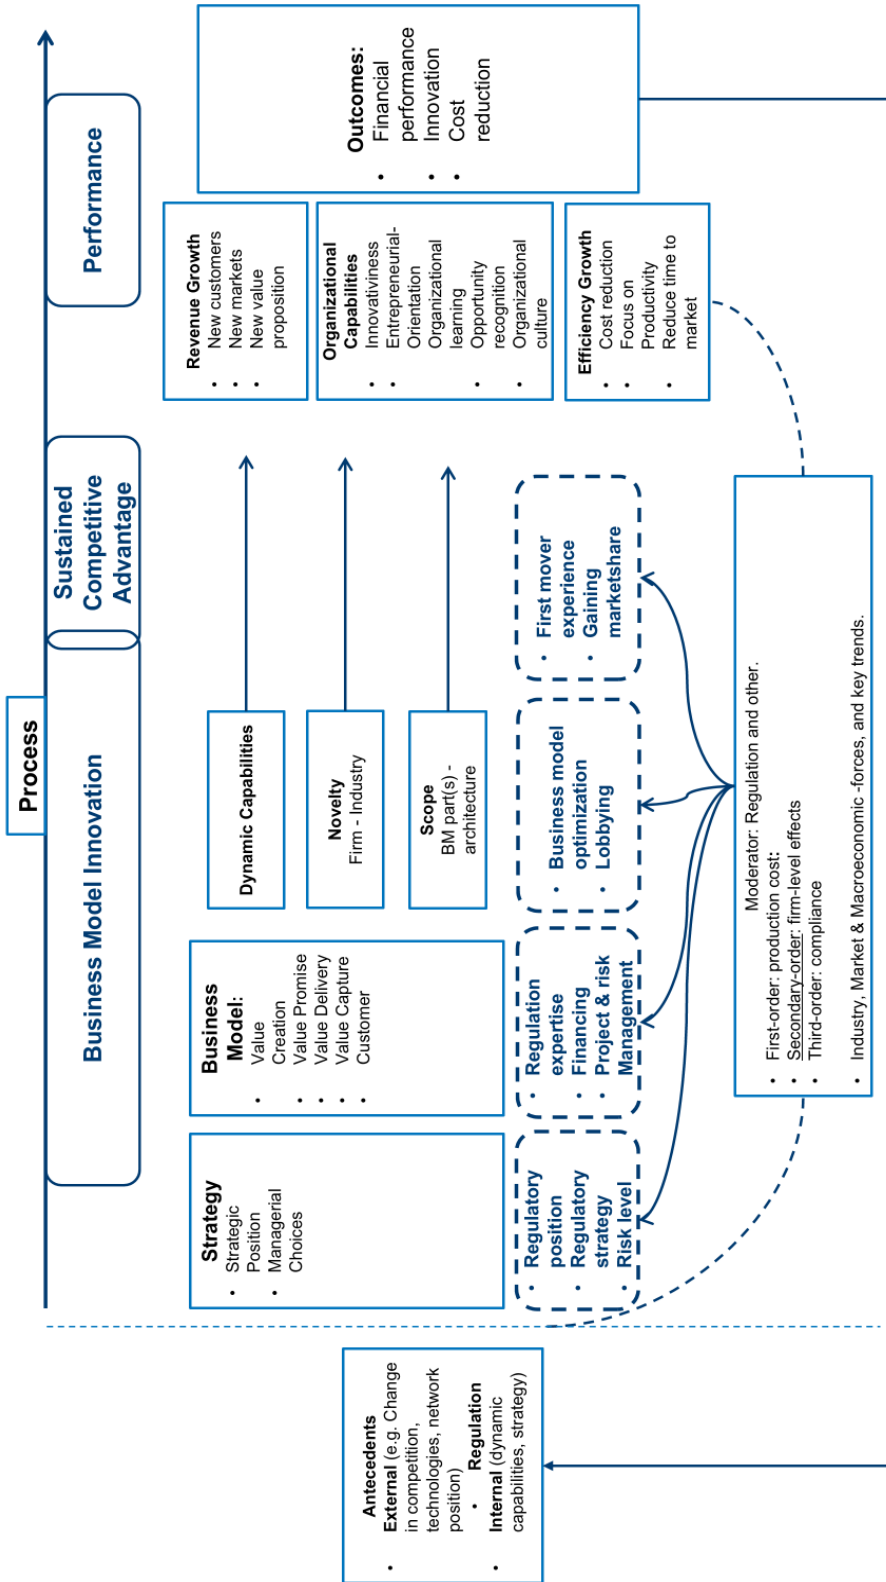 Process
Business Model Innovation
Sustained
Competitive
Advantage
Performance
Antecedents
• External (e.g. Change
in competition,
technologies, network
position)
• Regulation
• Internal (dynamic
capabilities, strategy)
Strategy
• Strategic
Position
• Managerial
Choices
Business
Model:
• Value
Creation
• Value Promise
• Value Delivery
• Value Capture
• Customer
Dynamic Capabilities
Novelty
Firm - Industry
Scope
BM part(s) -
architecture
Revenue Growth
• New customers
• New markets
• New value
proposition
Organizational
Capabilities
• Innovativiness
• Entrepreneurial-
Orientation
Organizational
learning
• Opportunity
recognition
• Organizational
culture
Efficiency Growth
• Cost reduction
• Focus on
Productivity
• Reduce time to
market
Outcomes:
• Financial
performance
• Innovation
• Cost
reduction
• Regulatory
position
• Regulatory
strategy
• Risk level
• Regulation
expertise
• Financing
• Project & risk
Management
• Business model
optimization
• Lobbying
• First mover
experience
• Gaining
marketshare
Moderator: Regulation and other.
• First-order: production cost:
• Secondary-order: firm-level effects
• Third-order: compliance
• Industry, Market & Macroeconomic -forces, and key trends.